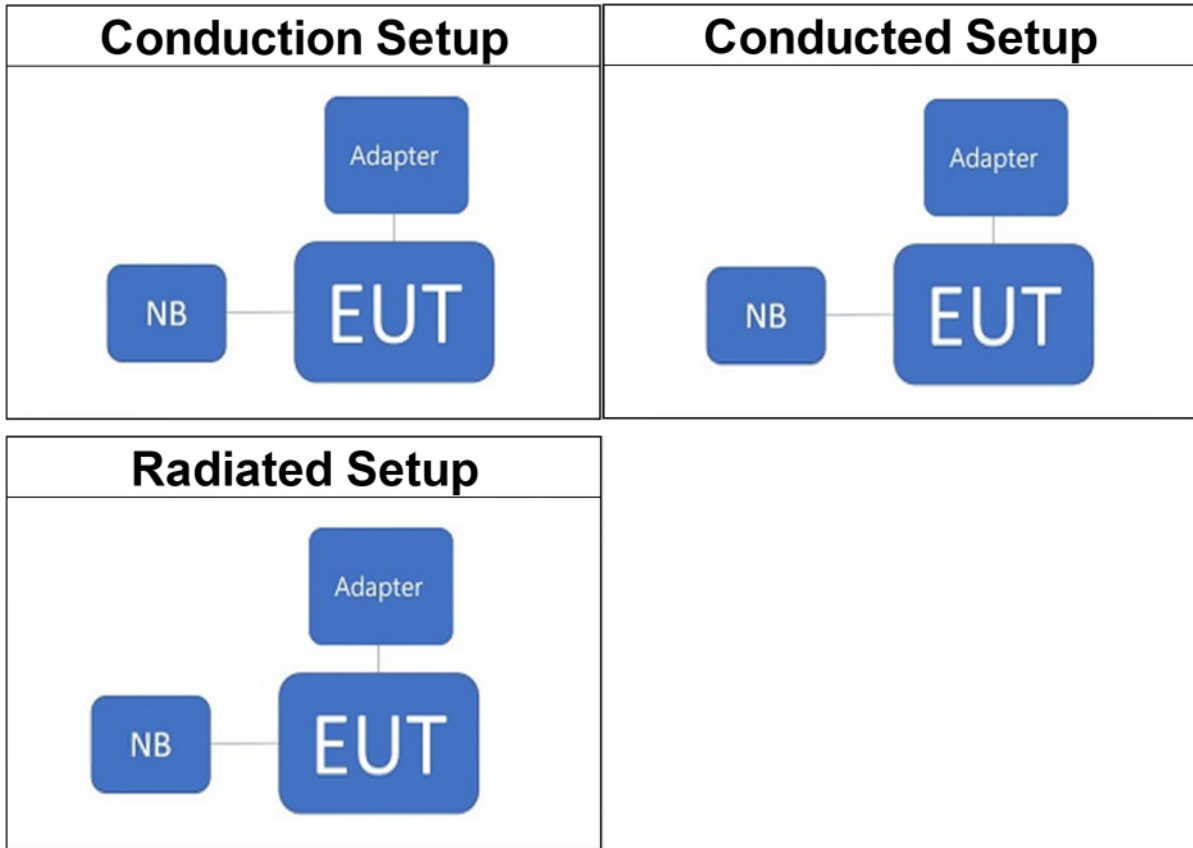 Conduction Setup
Adapter
NB
EUT
Conducted Setup
Adapter
NB
EUT
Radiated Setup
Adapter
NB
EUT